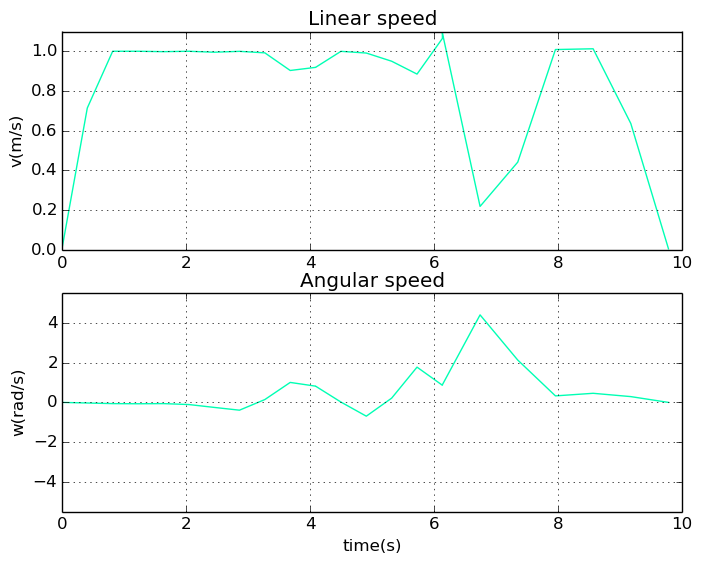 Linear speed
1.0
0.8
0.6
0.4
0.2
0.0
v(m/s)
0 2 4 6 8 10
Angular speed
4
2
0
−2
−4
w(rad/s)
0 2 4 6 8 10
time(s)